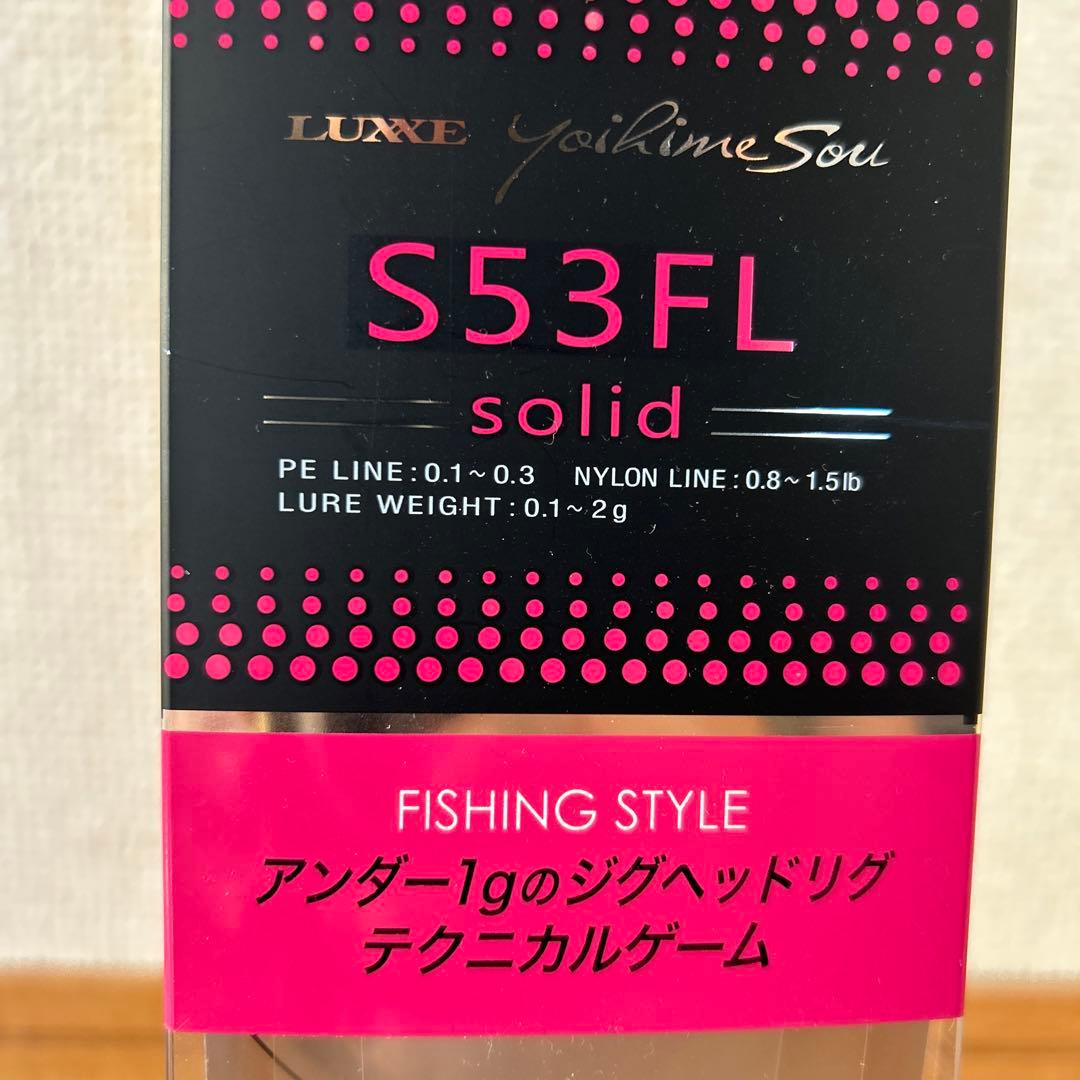 LUXXE YoihimeSou
S53FL
solid
PE LINE:0.1~0.3 NYLON LINE:0.8~1.5lb
LURE WEIGHT:0.1~2g
FISHING STYLE
アンダー1gのジグヘッドリグ
テクニカルゲーム